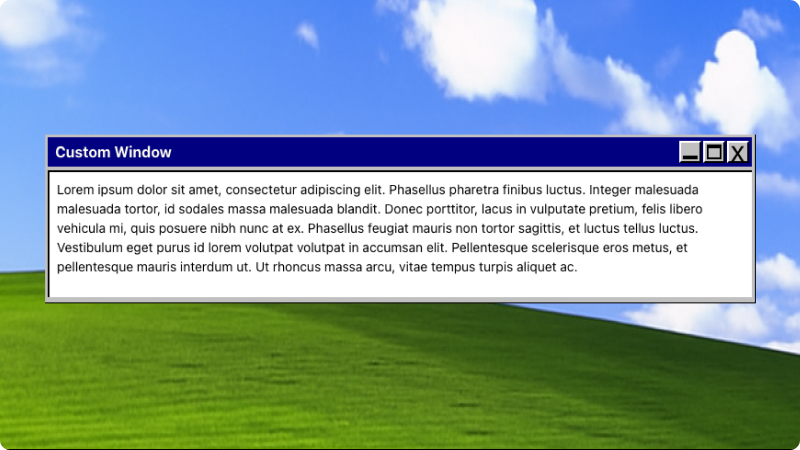 Custom Window
Lorem ipsum dolor sit amet, consectetur adipiscing elit. Phasellus pharetra finibus luctus. Integer malesuada
malesuada tortor, id sodales massa malesuada blandit. Donec porttitor, lacus in vulputate pretium, felis libero
vehicula mi, quis posuere nibh nunc at ex. Phasellus feugiat mauris non tortor sagittis, et luctus tellus luctus.
Vestibulum eget purus id lorem volutpat volutpat in accumsan elit. Pellentesque scelerisque eros metus, et
pellentesque mauris interdum ut. Ut rhoncus massa arcu, vitae tempus turpis aliquet ac.